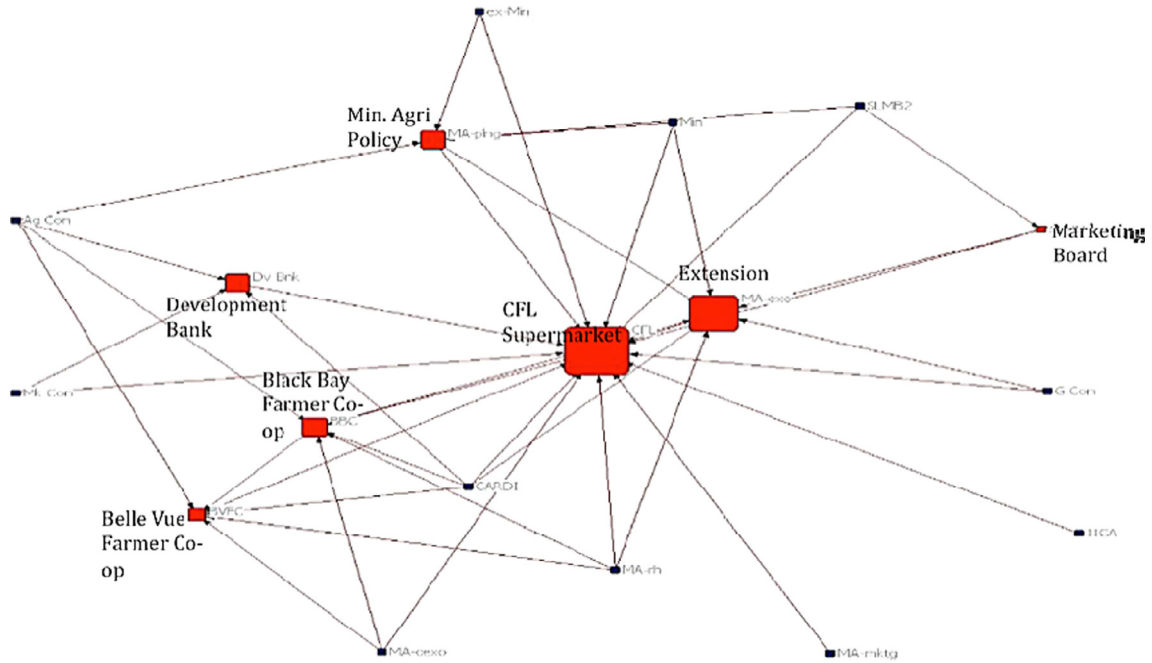 ex-Min
SLMB2
Min. Agri
Policy
MA-plng
Min
Ag Con
Marketing
Board
Extension
Dv Bnk
Development
Bank
MA-exo
CFL
Supermarket
CFL
Mk Con
Black Bay
Farmer Co-
op
BBC
G Con
CARDI
BVFC
Belle Vue
Farmer Co-
op
MA-rh
MA-cexo
MA-mktg